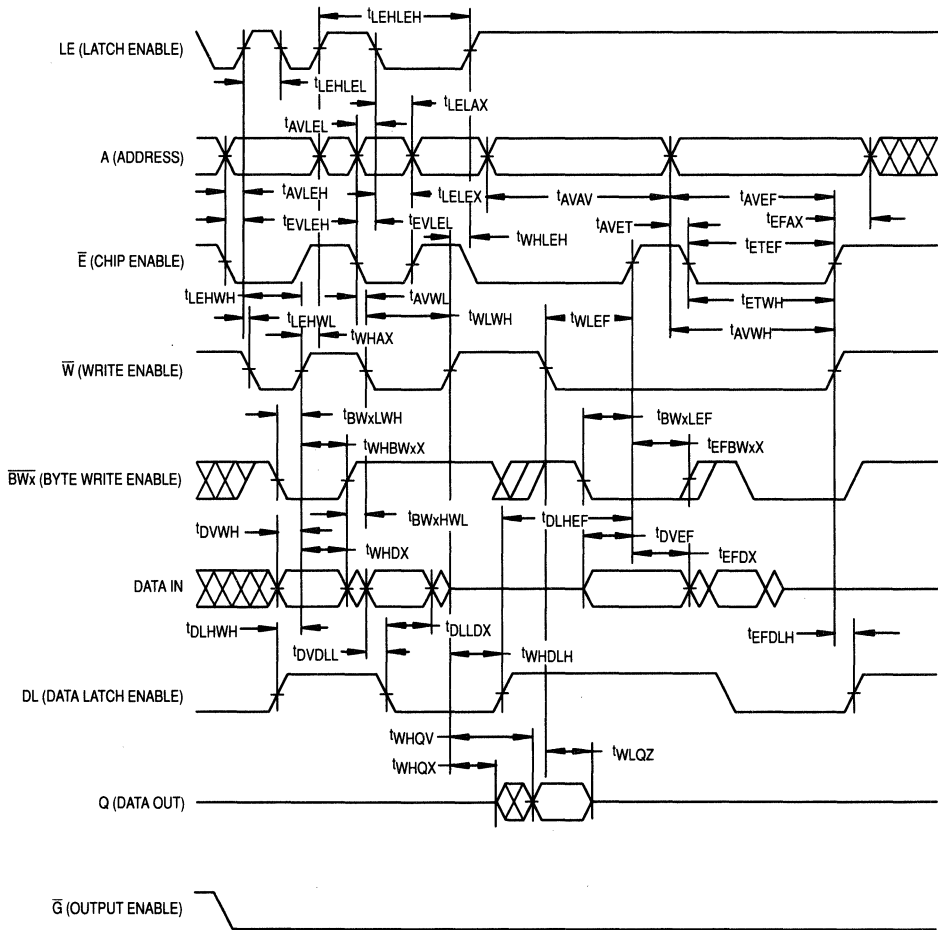 tLEHLEH
LE (LATCH ENABLE)
tLEHLEL
tLELAX
tAVLEL
A (ADDRESS)
tAVLEH
tLELEX
tAVAV
tAVEF
tEVLEH
tEVLEL
tAVET
tEFAX
tWHLEH
tETEF
E (CHIP ENABLE)
tLEHWH
tAVWL
tETWH
tLEHWL
tWLWH
tWLEF
tWHAX
tAVWH
W (WRITE ENABLE)
tBWxLWH
tBWxLEF
tWHBWxX
tEFBWxX
BWx (BYTE WRITE ENABLE)
tBWxHWL
tDLHEF
tDVWH
tDVEF
tWHDX
tEFDX
DATA IN
tDLHWH
tDLLDX
tEFDLH
tDVDLL
tWHDLH
DL (DATA LATCH ENABLE)
tWHQV
tWLQZ
tWHQX
Q (DATA OUT)
G (OUTPUT ENABLE)